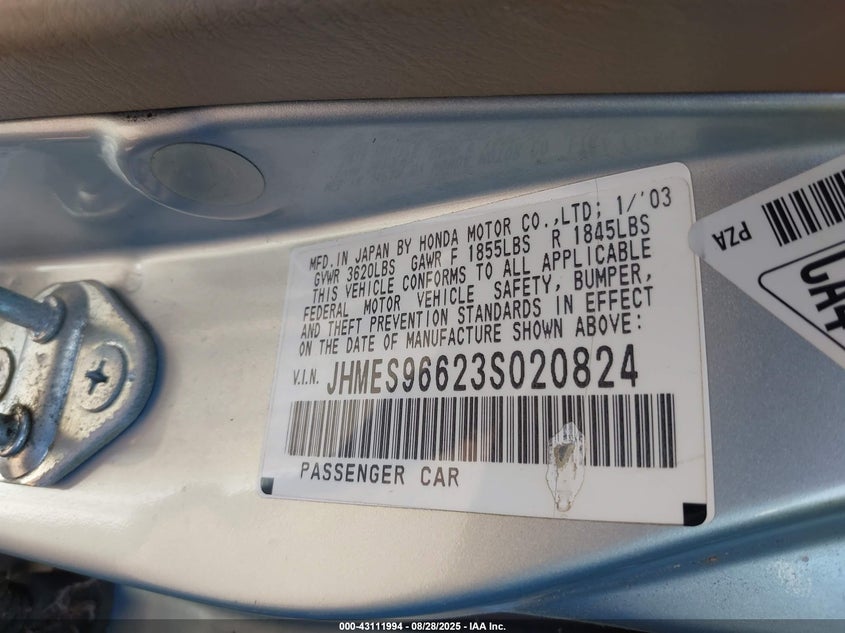 MFD. IN JAPAN BY HONDA MOTOR CO.,LTD; 1/'03
GVWR 3620LBS GAWR F 1855LBS R 1845LBS
THIS VEHICLE CONFORMS TO ALL APPLICABLE
FEDERAL MOTOR VEHICLE SAFETY, BUMPER,
AND THEFT PREVENTION STANDARDS IN EFFECT
ON THE DATE OF MANUFACTURE SHOWN ABOVE:
V.I.N. JHMES96623S020824
PASSENGER CAR
PZA
000-43111994 | 08/28/2025 - IAA Inc.